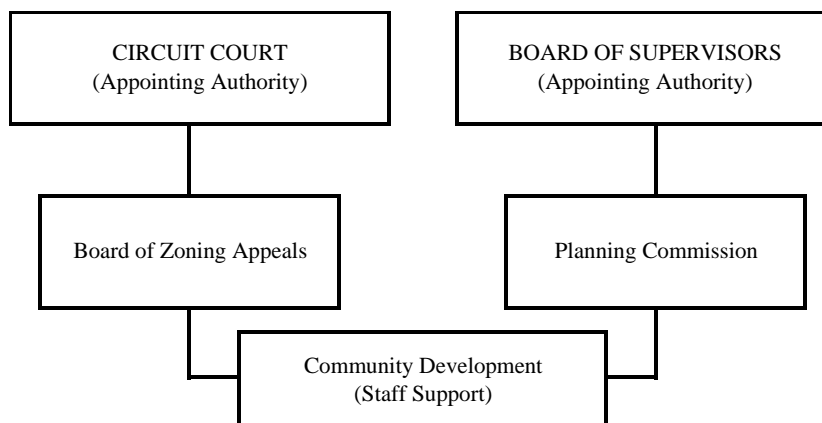 CIRCUIT COURT
(Appointing Authority)
BOARD OF SUPERVISORS
(Appointing Authority)
Board of Zoning Appeals
Planning Commission
Community Development
(Staff Support)